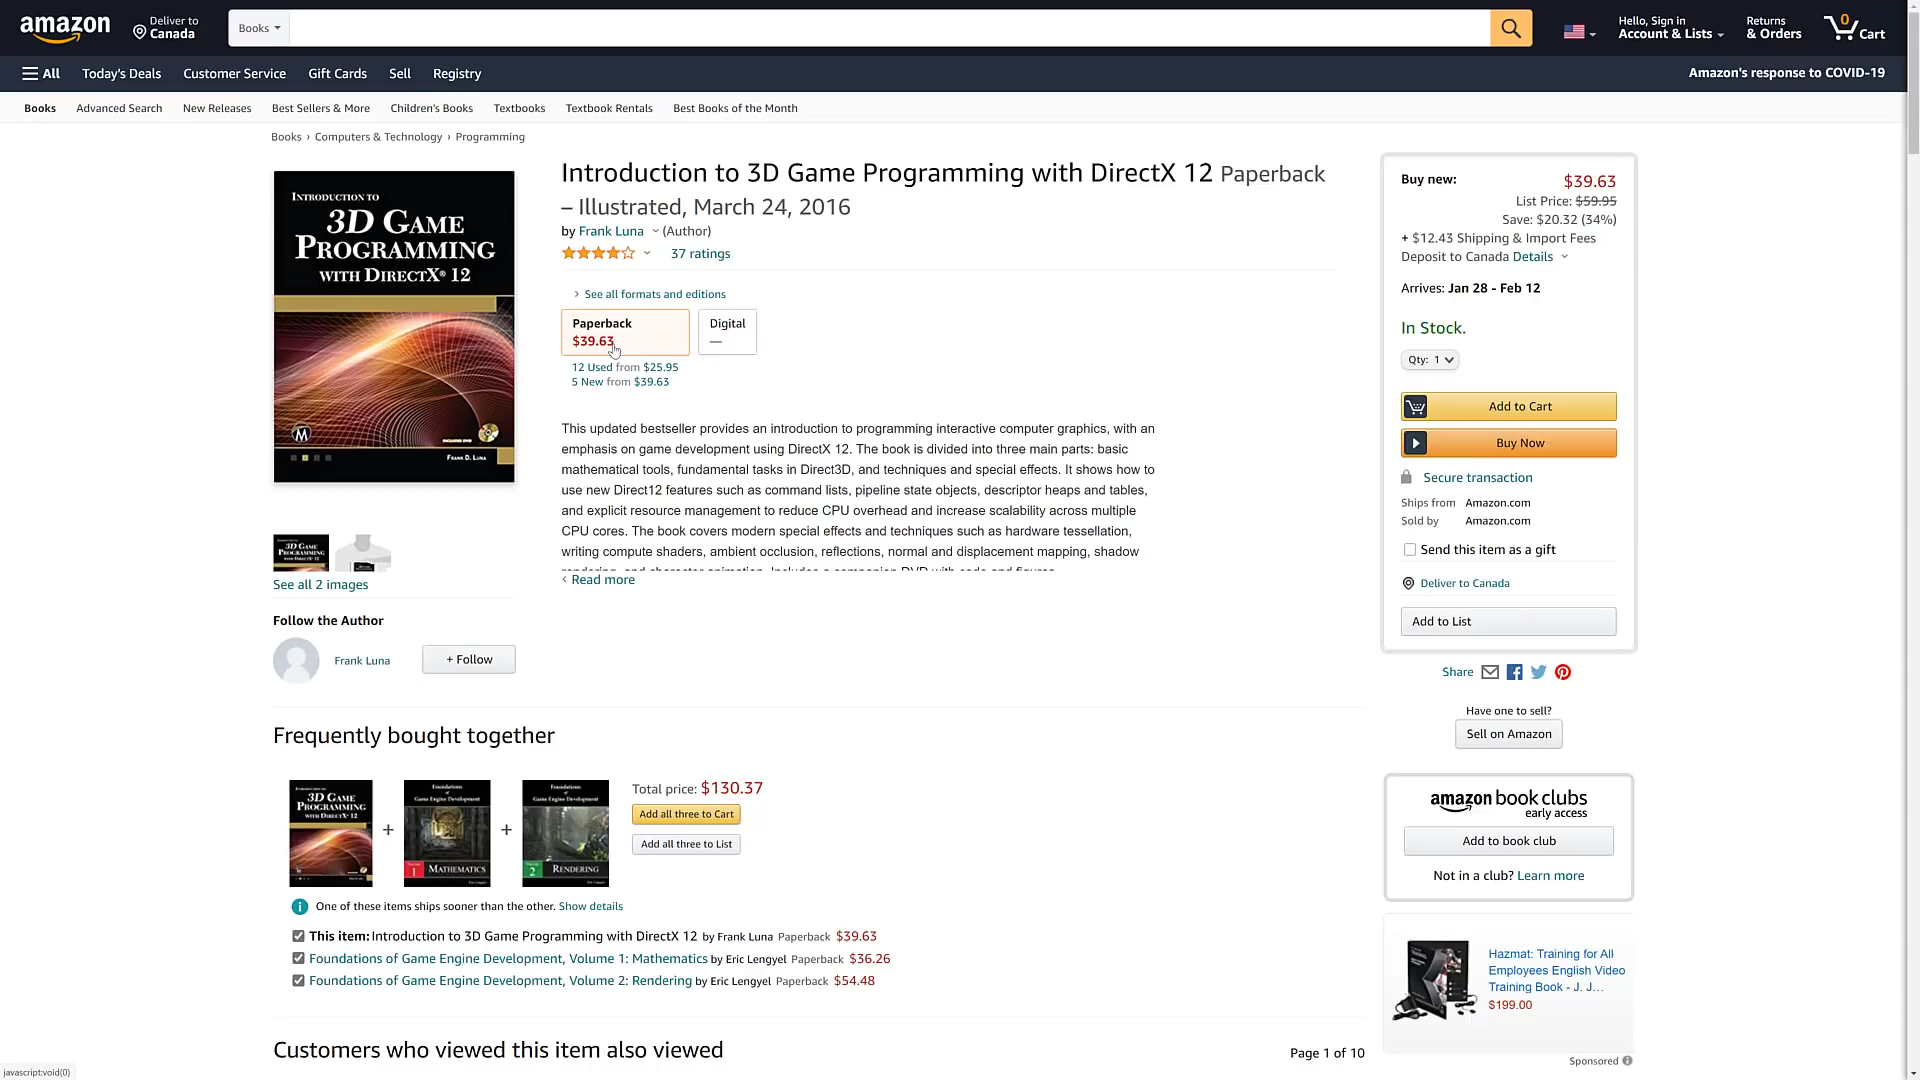 amazon
Deliver to
Canada
Books
0
Hello, Sign in
Account & Lists
Returns
& Orders
Cart
All
Today's Deals
Customer Service
Gift Cards
Sell
Registry
Amazon's response to COVID-19
Books
Advanced Search
New Releases
Best Sellers & More
Children's Books
Textbooks
Textbook Rentals
Best Books of the Month
Books › Computers & Technology › Programming
INTRODUCTION TO
3D GAME
PROGRAMMING
WITH DIRECTX® 12
FRANK D. LUNA
See all 2 images
Follow the Author
Frank Luna
+ Follow
Introduction to 3D Game Programming with DirectX 12 Paperback
– Illustrated, March 24, 2016
by Frank Luna (Author)
37 ratings
› See all formats and editions
Paperback
$39.63
Digital
—
12 Used from $25.95
5 New from $39.63
This updated bestseller provides an introduction to programming interactive computer graphics, with an
emphasis on game development using DirectX 12. The book is divided into three main parts: basic
mathematical tools, fundamental tasks in Direct3D, and techniques and special effects. It shows how to
use new Direct12 features such as command lists, pipeline state objects, descriptor heaps and tables,
and explicit resource management to reduce CPU overhead and increase scalability across multiple
CPU cores. The book covers modern special effects and techniques such as hardware tessellation,
writing compute shaders, ambient occlusion, reflections, normal and displacement mapping, shadow
‹ Read more
Buy new:
$39.63
List Price: $59.95
Save: $20.32 (34%)
+ $12.43 Shipping & Import Fees
Deposit to Canada Details
Arrives: Jan 28 - Feb 12
In Stock.
Qty: 1
Add to Cart
Buy Now
Secure transaction
Ships from Amazon.com
Sold by Amazon.com
Send this item as a gift
Deliver to Canada
Add to List
Share
Have one to sell?
Sell on Amazon
amazon book clubs
early access
Add to book club
Not in a club? Learn more
Hazmat: Training for All
Employees English Video
Training Book - J. J…
$199.00
Sponsored
Frequently bought together
3D GAME
PROGRAMMING
WITH DIRECTX 12
+
Foundations of
Game Engine Development
1 MATHEMATICS
+
Foundations of
Game Engine Development
2 RENDERING
Total price: $130.37
Add all three to Cart
Add all three to List
One of these items ships sooner than the other. Show details
This item: Introduction to 3D Game Programming with DirectX 12 by Frank Luna Paperback $39.63
Foundations of Game Engine Development, Volume 1: Mathematics by Eric Lengyel Paperback $36.26
Foundations of Game Engine Development, Volume 2: Rendering by Eric Lengyel Paperback $54.48
Customers who viewed this item also viewed
Page 1 of 10
javascript:void(0)